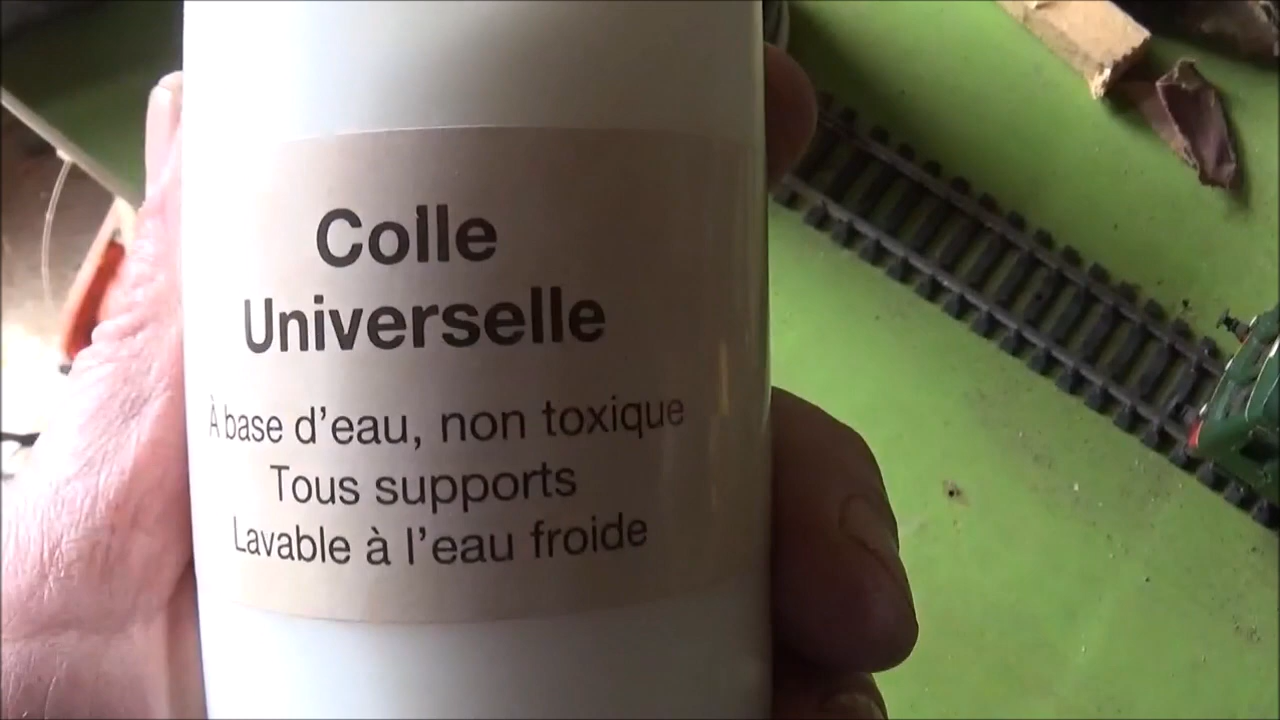 Colle
Universelle
À base d'eau, non toxique
Tous supports
Lavable à l'eau froide